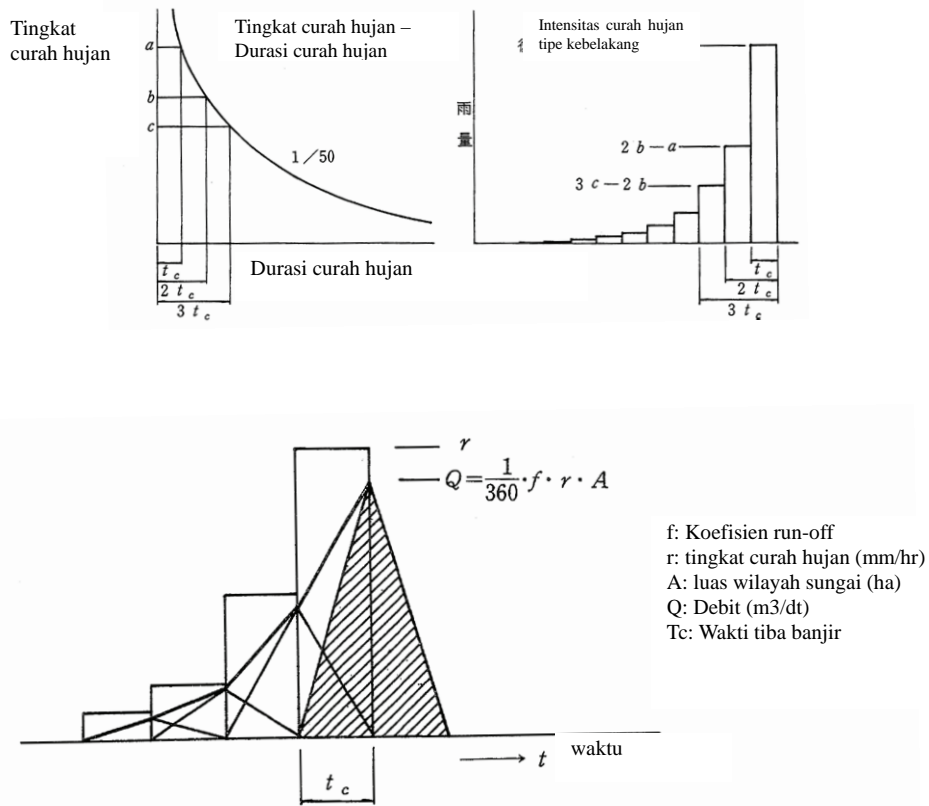 Tingkat
curah hujan
Tingkat curah hujan –
Durasi curah hujan
a
b
c
1/50
t c
2 t c
3 t c
Durasi curah hujan
Intensitas curah hujan
tipe kebelakang
雨
量
2 b – a
3 c – 2 b
t c
2 t c
3 t c
r
Q = 1/360 · f · r · A
f: Koefisien run-off
r: tingkat curah hujan (mm/hr)
A: luas wilayah sungai (ha)
Q: Debit (m3/dt)
Tc: Wakti tiba banjir
t
waktu
t c